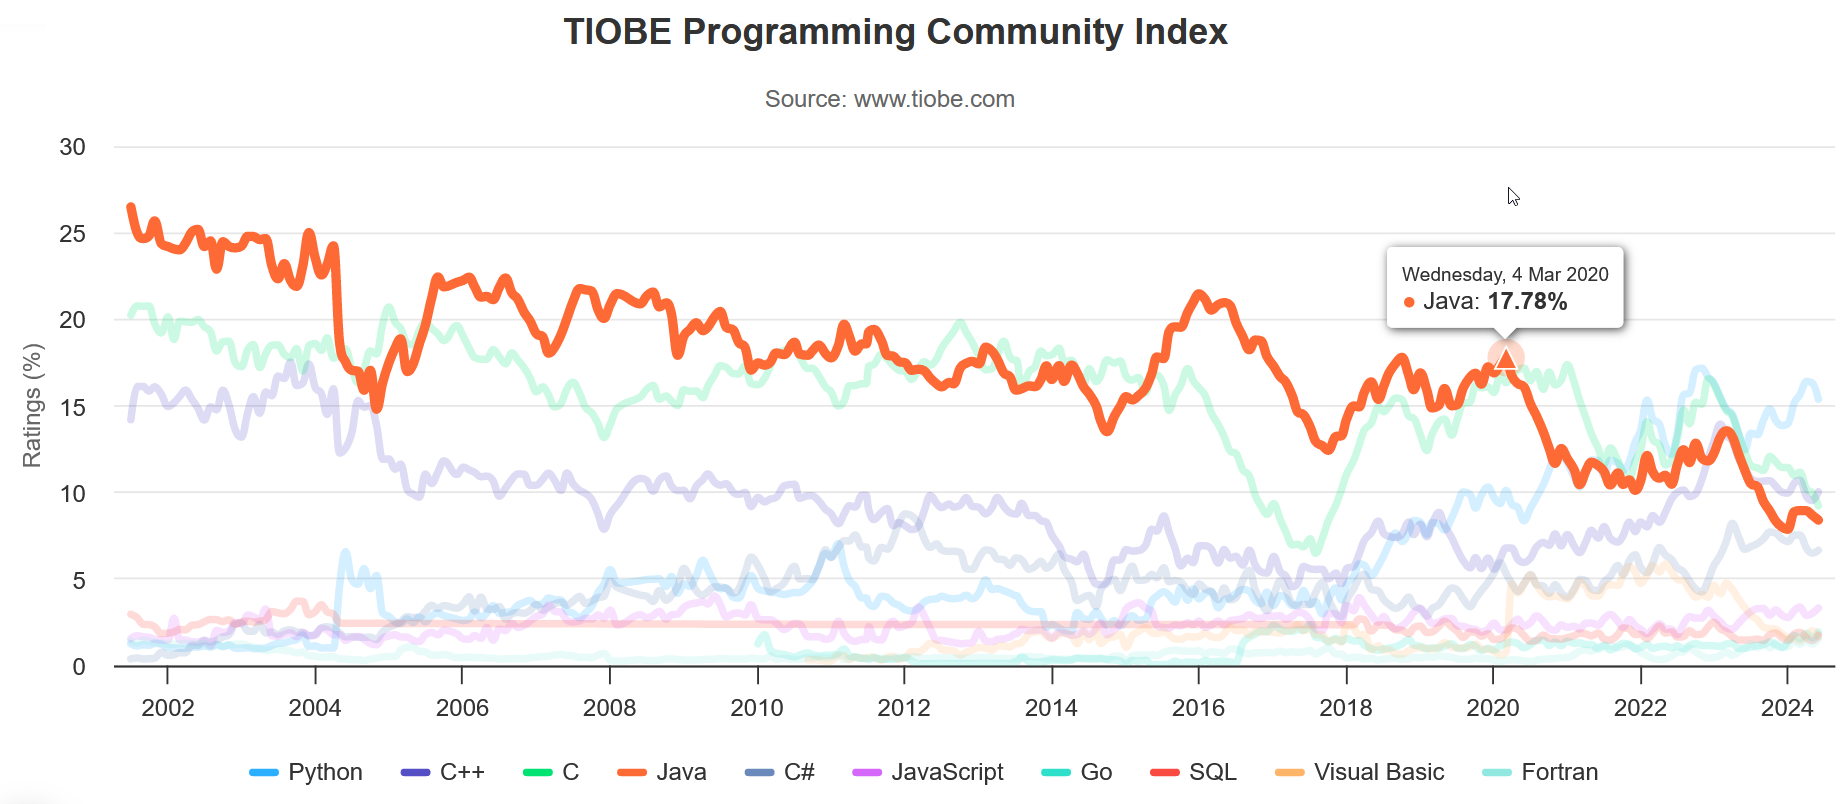 TIOBE Programming Community Index
Source: www.tiobe.com
Ratings (%)
30
25
20
15
10
5
0
Wednesday, 4 Mar 2020
Java: 17.78%
2002 2004 2006 2008 2010 2012 2014 2016 2018 2020 2022 2024
Python C++ C Java C# JavaScript Go SQL Visual Basic Fortran